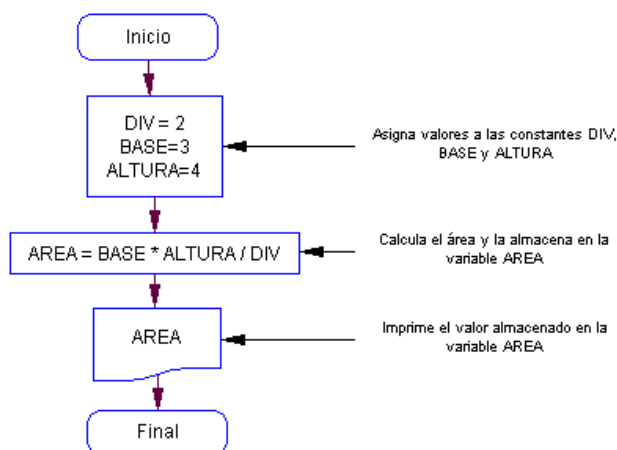 Inicio
DIV = 2
BASE=3
ALTURA=4
Asigna valores a las constantes DIV,
BASE y ALTURA
AREA = BASE * ALTURA / DIV
Calcula el área y la almacena en la
variable AREA
AREA
Imprime el valor almacenado en la
variable AREA
Final